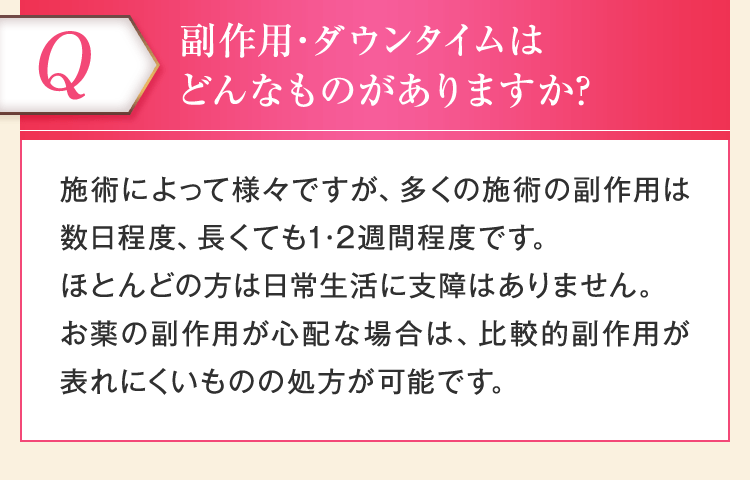 Q
副作用・ダウンタイムは
どんなものがありますか?
施術によって様々ですが、多くの施術の副作用は
数日程度、長くても1・2週間程度です。
ほとんどの方は日常生活に支障はありません。
お薬の副作用が心配な場合は、比較的副作用が
表れにくいものの処方が可能です。